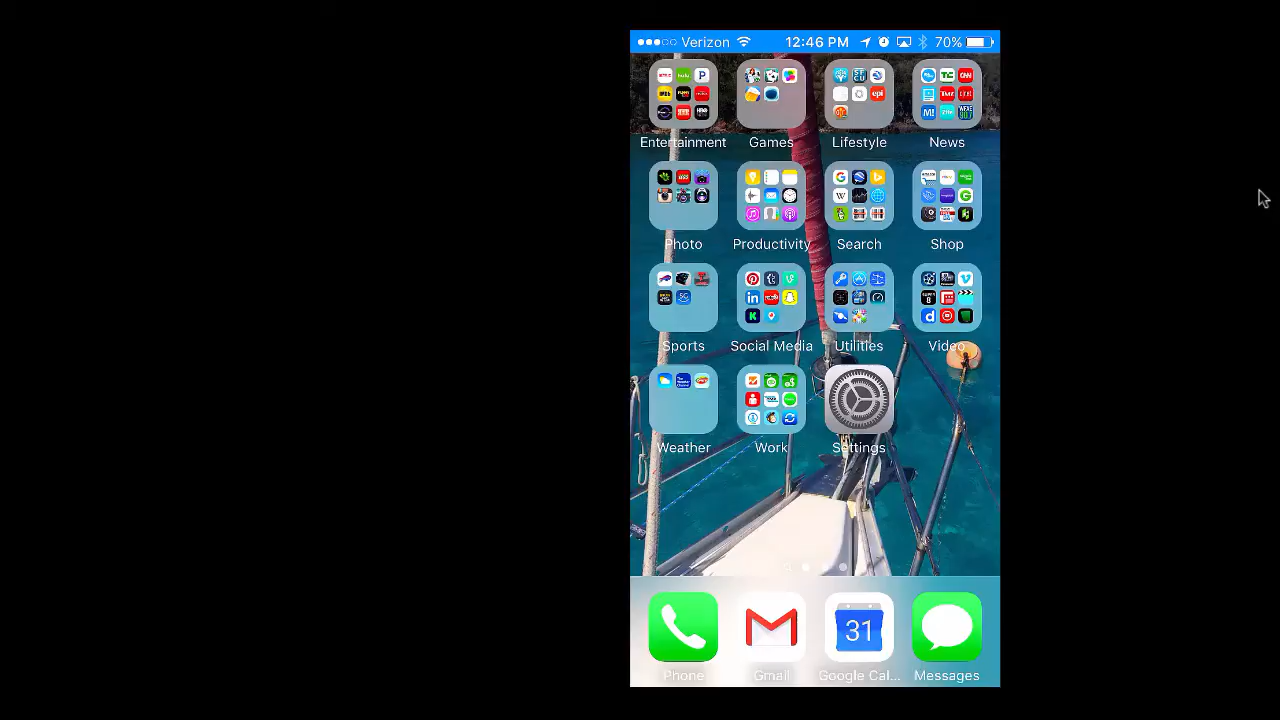 Verizon 12:46 PM 70%
Entertainment Games Lifestyle News
Photo Productivity Search Shop
Sports Social Media Utilities Video
Weather Work Settings
31
Phone Gmail Google Cal... Messages